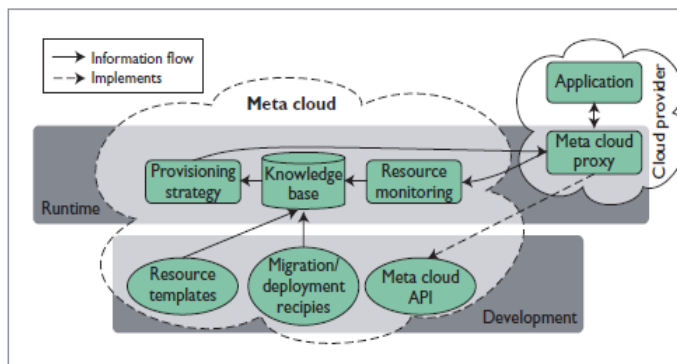 Information flow
Implements
Meta cloud
Application
Cloud provider
Meta cloud
proxy
Provisioning
strategy
Knowledge
base
Resource
monitoring
Runtime
Resource
templates
Migration/
deployment
recipies
Meta cloud
API
Development